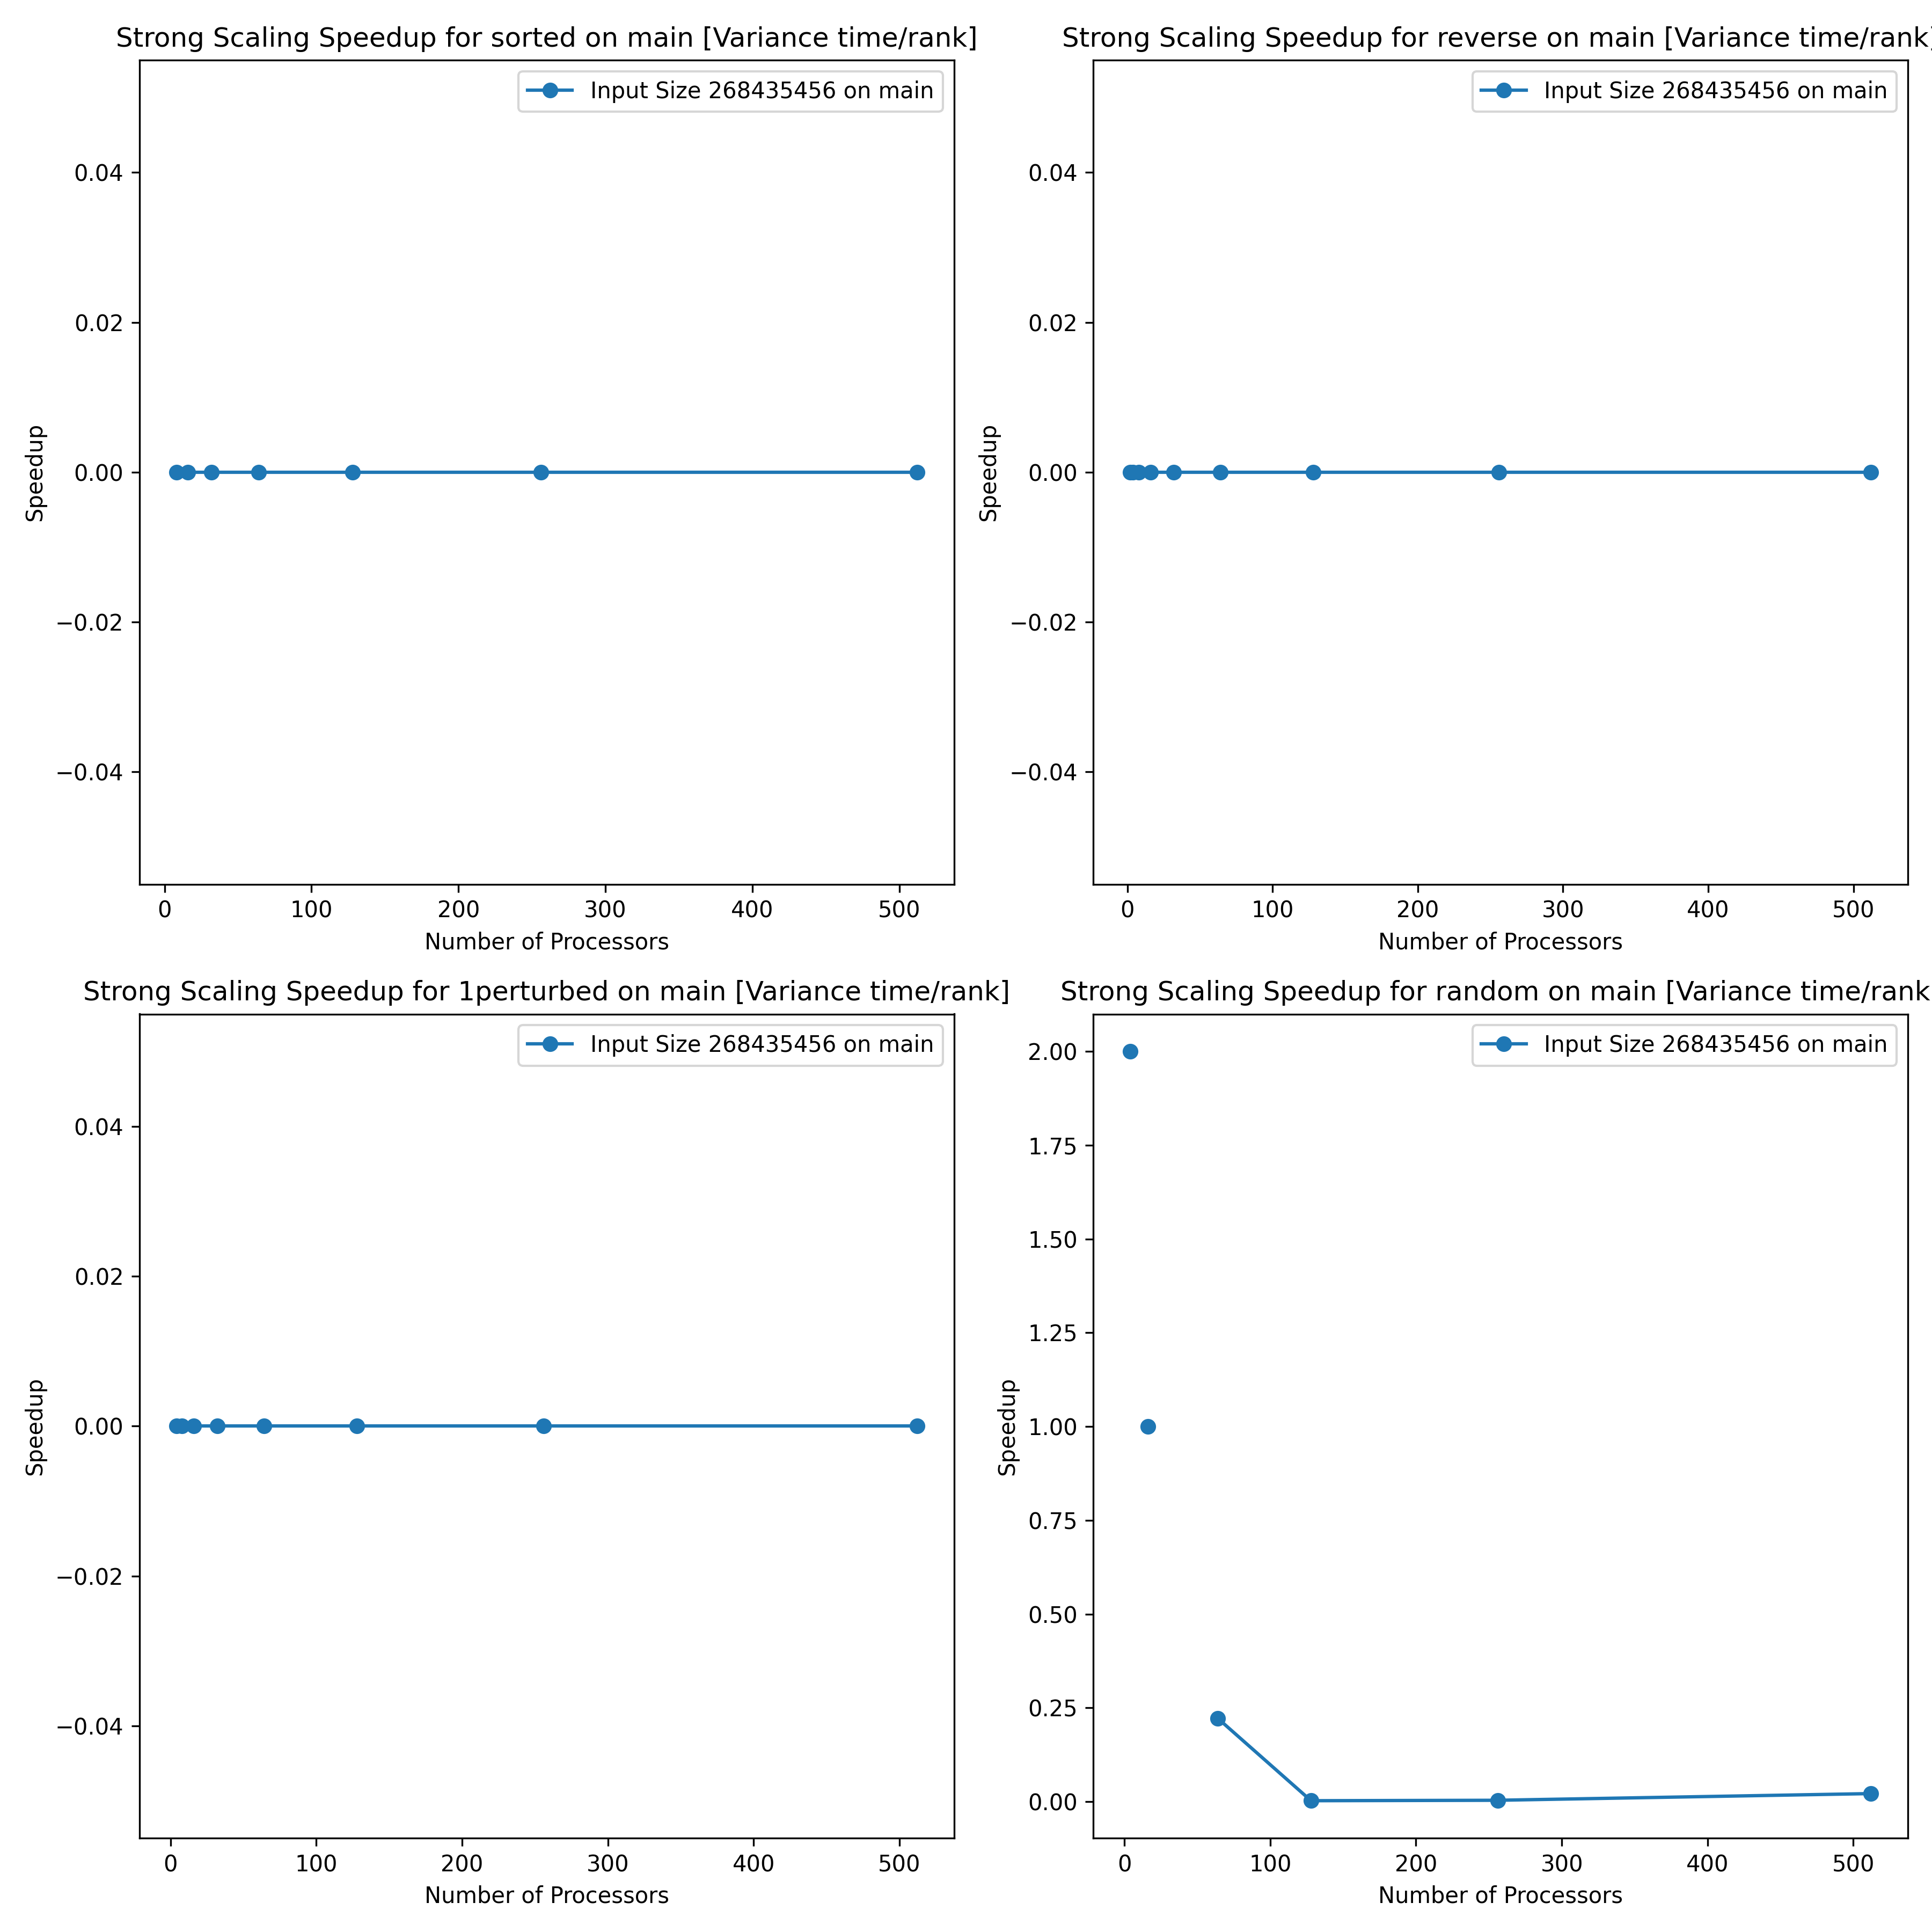 Strong Scaling Speedup for sorted on main [Variance time/rank]
Input Size 268435456 on main
0.04
0.02
0.00
−0.02
−0.04
Speedup
0 100 200 300 400 500
Number of Processors
Strong Scaling Speedup for reverse on main [Variance time/rank]
Input Size 268435456 on main
0.04
0.02
0.00
−0.02
−0.04
Speedup
0 100 200 300 400 500
Number of Processors
Strong Scaling Speedup for 1perturbed on main [Variance time/rank]
Input Size 268435456 on main
0.04
0.02
0.00
−0.02
−0.04
Speedup
0 100 200 300 400 500
Number of Processors
Strong Scaling Speedup for random on main [Variance time/rank
Input Size 268435456 on main
2.00
1.75
1.50
1.25
1.00
0.75
0.50
0.25
0.00
Speedup
0 100 200 300 400 500
Number of Processors